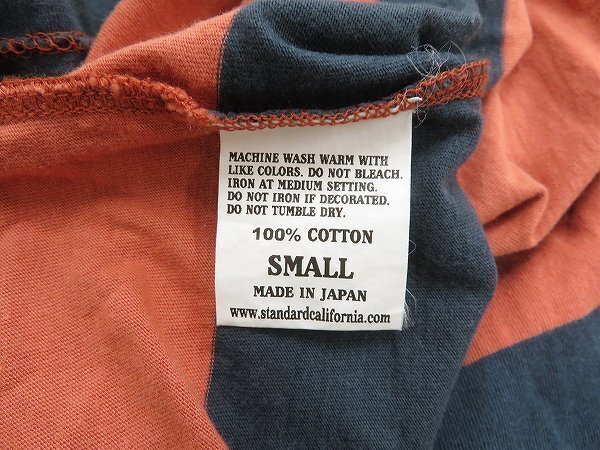 MACHINE WASH WARM WITH
LIKE COLORS. DO NOT BLEACH.
IRON AT MEDIUM SETTING.
DO NOT IRON IF DECORATED.
DO NOT TUMBLE DRY.
100% COTTON
SMALL
MADE IN JAPAN
www.standardcalifornia.com